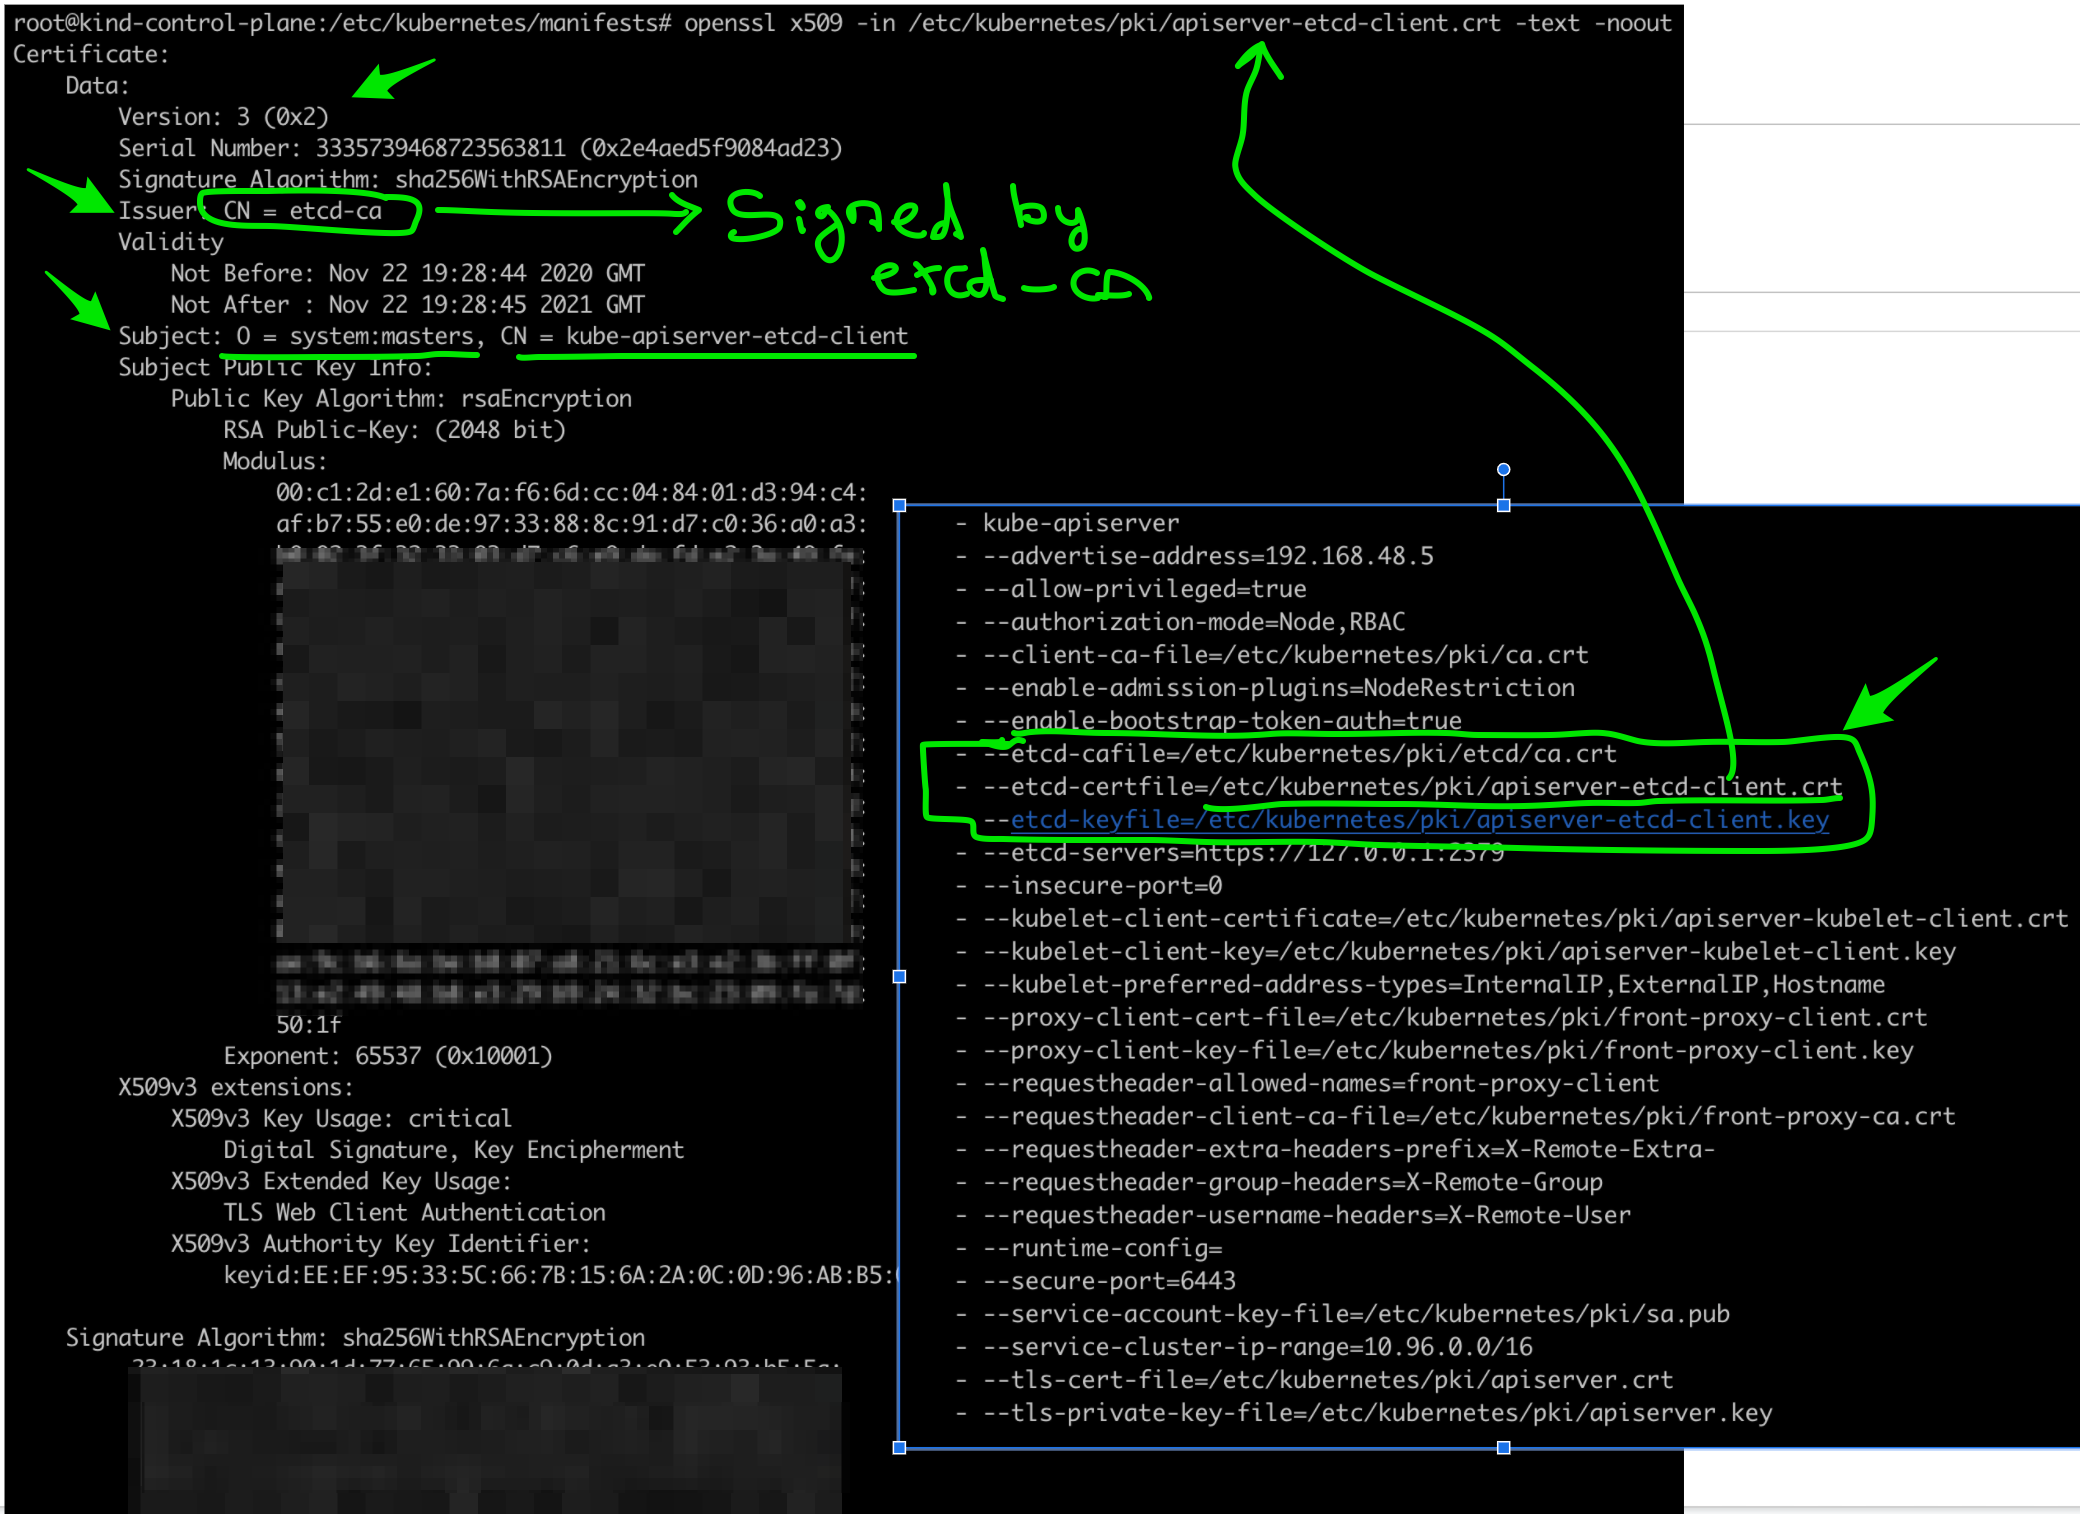 root@kind-control-plane:/etc/kubernetes/manifests# openssl x509 -in /etc/kubernetes/pki/apiserver-etcd-client.crt -text -noout
Certificate:
Data:
Version: 3 (0x2)
Serial Number: 3335739468723563811 (0x2e4aed5f9084ad23)
Signature Algorithm: sha256WithRSAEncryption
Issuer: CN = etcd-ca
Signed by
etcd-CA
Validity
Not Before: Nov 22 19:28:44 2020 GMT
Not After : Nov 22 19:28:45 2021 GMT
Subject: O = system:masters, CN = kube-apiserver-etcd-client
Subject Public Key Info:
Public Key Algorithm: rsaEncryption
RSA Public-Key: (2048 bit)
Modulus:
00:c1:2d:e1:60:7a:f6:6d:cc:04:84:01:d3:94:c4:
af:b7:55:e0:de:97:33:88:8c:91:d7:c0:36:a0:a3:
50:1f
Exponent: 65537 (0x10001)
X509v3 extensions:
X509v3 Key Usage: critical
Digital Signature, Key Encipherment
X509v3 Extended Key Usage:
TLS Web Client Authentication
X509v3 Authority Key Identifier:
keyid:EE:EF:95:33:5C:66:7B:15:6A:2A:0C:0D:96:AB:B5:
Signature Algorithm: sha256WithRSAEncryption
- kube-apiserver
- --advertise-address=192.168.48.5
- --allow-privileged=true
- --authorization-mode=Node,RBAC
- --client-ca-file=/etc/kubernetes/pki/ca.crt
- --enable-admission-plugins=NodeRestriction
- --enable-bootstrap-token-auth=true
- --etcd-cafile=/etc/kubernetes/pki/etcd/ca.crt
- --etcd-certfile=/etc/kubernetes/pki/apiserver-etcd-client.crt
- --etcd-keyfile=/etc/kubernetes/pki/apiserver-etcd-client.key
- --etcd-servers=https://127.0.0.1:2379
- --insecure-port=0
- --kubelet-client-certificate=/etc/kubernetes/pki/apiserver-kubelet-client.crt
- --kubelet-client-key=/etc/kubernetes/pki/apiserver-kubelet-client.key
- --kubelet-preferred-address-types=InternalIP,ExternalIP,Hostname
- --proxy-client-cert-file=/etc/kubernetes/pki/front-proxy-client.crt
- --proxy-client-key-file=/etc/kubernetes/pki/front-proxy-client.key
- --requestheader-allowed-names=front-proxy-client
- --requestheader-client-ca-file=/etc/kubernetes/pki/front-proxy-ca.crt
- --requestheader-extra-headers-prefix=X-Remote-Extra-
- --requestheader-group-headers=X-Remote-Group
- --requestheader-username-headers=X-Remote-User
- --runtime-config=
- --secure-port=6443
- --service-account-key-file=/etc/kubernetes/pki/sa.pub
- --service-cluster-ip-range=10.96.0.0/16
- --tls-cert-file=/etc/kubernetes/pki/apiserver.crt
- --tls-private-key-file=/etc/kubernetes/pki/apiserver.key